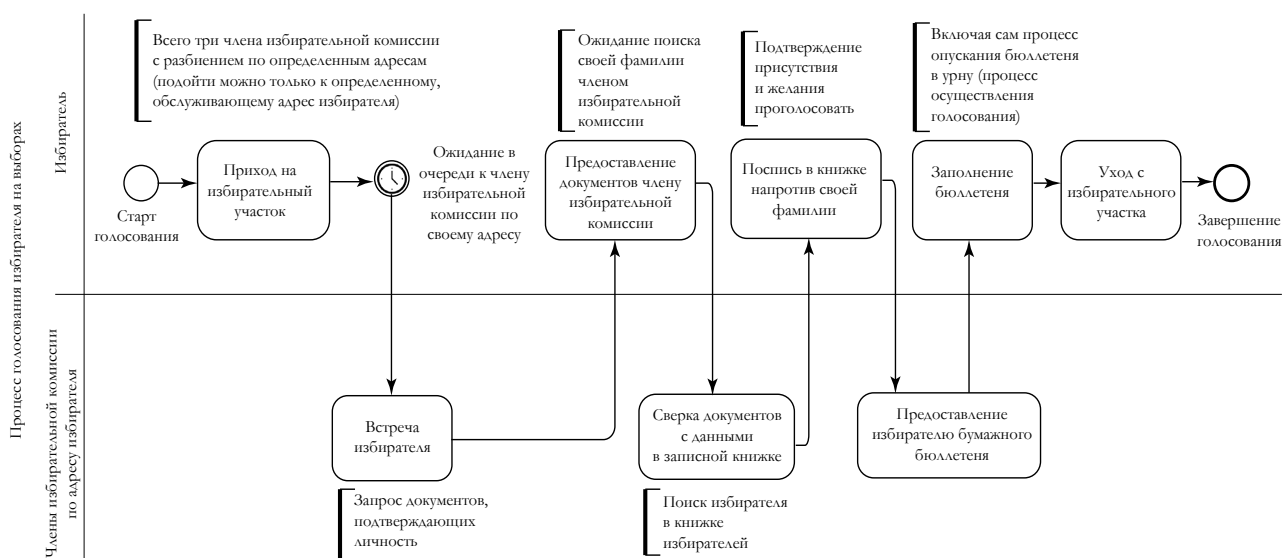 Процесс голосования избирателя на выборах
Избиратель
Всего три члена избирательной комиссии
с разбиением по определенным адресам
(подойти можно только к определенному,
обслуживающему адрес избирателя)
Ожидание поиска
своей фамилии
членом
избирательной
комиссии
Подтверждение
присутствия
и желания
проголосовать
Включая сам процесс
опускания бюллетеня
в урну (процесс
осуществления
голосования)
Старт
голосования
Приход на
избирательный
участок
Ожидание в
очереди к члену
избирательной
комиссии по
своему адресу
Предоставление
документов члену
избирательной
комиссии
Поспись в книжке
напротив своей
фамилии
Заполнение
бюллетеня
Уход с
избирательного
участка
Завершение
голосования
Члены избирательной комиссии
по адресу избирателя
Встреча
избирателя
Сверка документов
с данными
в записной книжке
Предоставление
избирателю бумажного
бюллетеня
Запрос документов,
подтверждающих
личность
Поиск избирателя
в книжке
избирателей